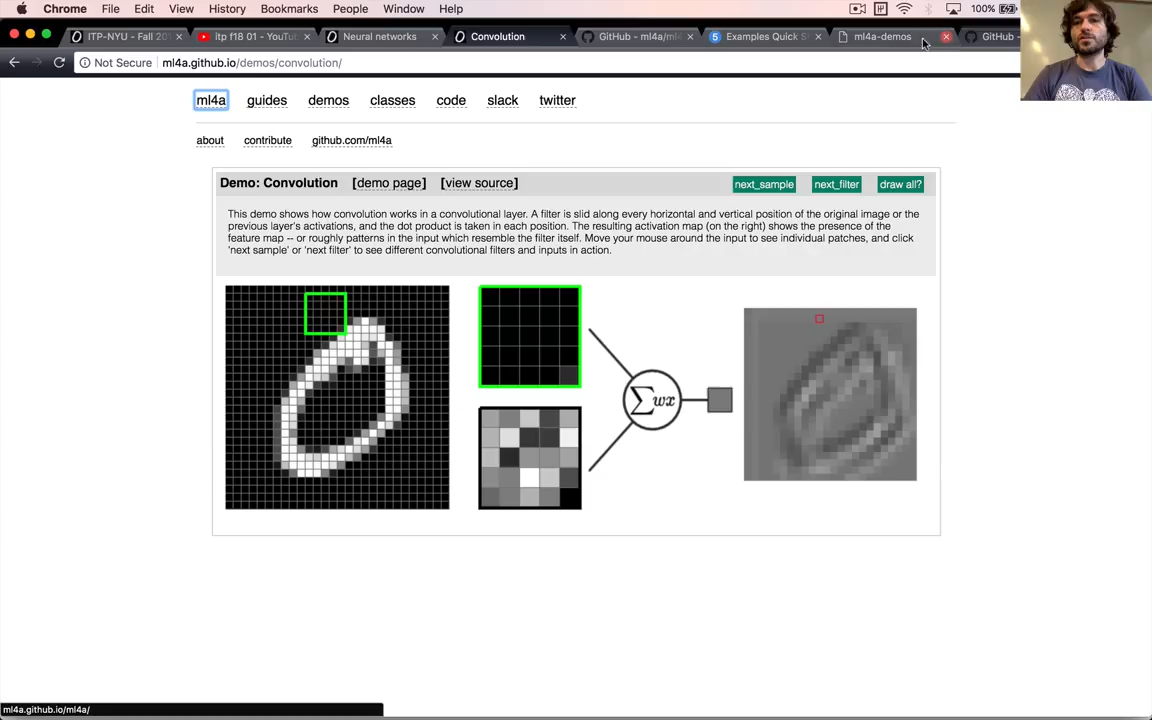 Chrome File Edit View History Bookmarks People Window Help 100%
ITP-NYU - Fall 20 itp f18 01 - YouTu Neural networks Convolution GitHub - ml4a/ml4 Examples Quick S ml4a-demos GitHub -
Not Secure ml4a.github.io/demos/convolution/
ml4a guides demos classes code slack twitter
about contribute github.com/ml4a
Demo: Convolution [demo page] [view source] next_sample next_filter draw all?
This demo shows how convolution works in a convolutional layer. A filter is slid along every horizontal and vertical position of the original image or the
previous layer's activations, and the dot product is taken in each position. The resulting activation map (on the right) shows the presence of the
feature map -- or roughly patterns in the input which resemble the filter itself. Move your mouse around the input to see individual patches, and click
'next sample' or 'next filter' to see different convolutional filters and inputs in action.
∑wx
ml4a.github.io/ml4a/